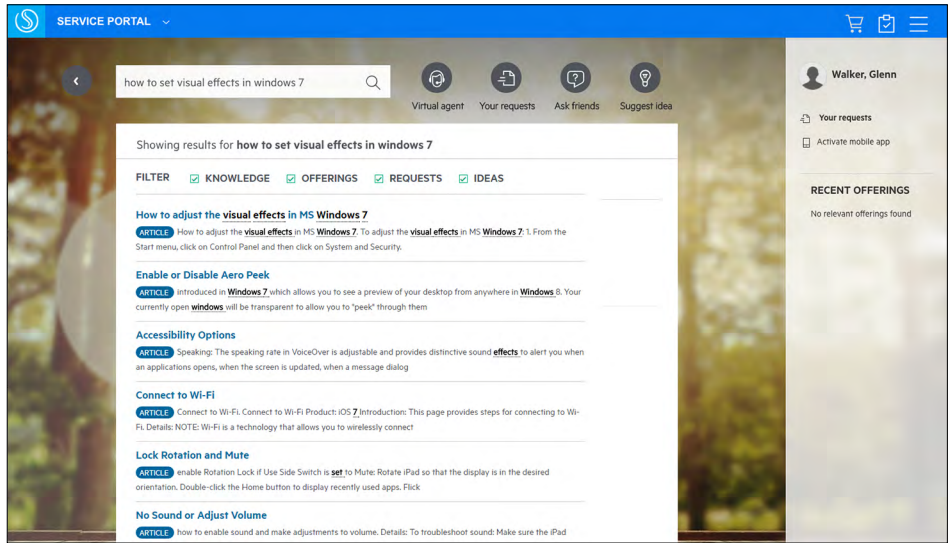 SERVICE PORTAL
how to set visual effects in windows 7
Virtual agent
Your requests
Ask friends
Suggest idea
Showing results for how to set visual effects in windows 7
FILTER KNOWLEDGE OFFERINGS REQUESTS IDEAS
How to adjust the visual effects in MS Windows 7
ARTICLE How to adjust the visual effects in MS Windows 7. To adjust the visual effects in MS Windows 7: 1. From the
Start menu, click on Control Panel and then click on System and Security.
Enable or Disable Aero Peek
ARTICLE introduced in Windows 7 which allows you to see a preview of your desktop from anywhere in Windows 8. Your
currently open windows will be transparent to allow you to "peek" through them
Accessibility Options
ARTICLE Speaking: The speaking rate in VoiceOver is adjustable and provides distinctive sound effects to alert you when
an applications opens, when the screen is updated, when a message dialog
Connect to Wi-Fi
ARTICLE Connect to Wi-Fi. Connect to Wi-Fi Product: iOS 7 Introduction: This page provides steps for connecting to Wi-
Fi. Details: NOTE: Wi-Fi is a technology that allows you to wirelessly connect
Lock Rotation and Mute
ARTICLE enable Rotation Lock if Use Side Switch is set to Mute: Rotate iPad so that the display is in the desired
orientation. Double-click the Home button to display recently used apps. Flick
No Sound or Adjust Volume
ARTICLE how to enable sound and make adjustments to volume. Details: To troubleshoot sound: Make sure the iPad
Walker, Glenn
Your requests
Activate mobile app
RECENT OFFERINGS
No relevant offerings found